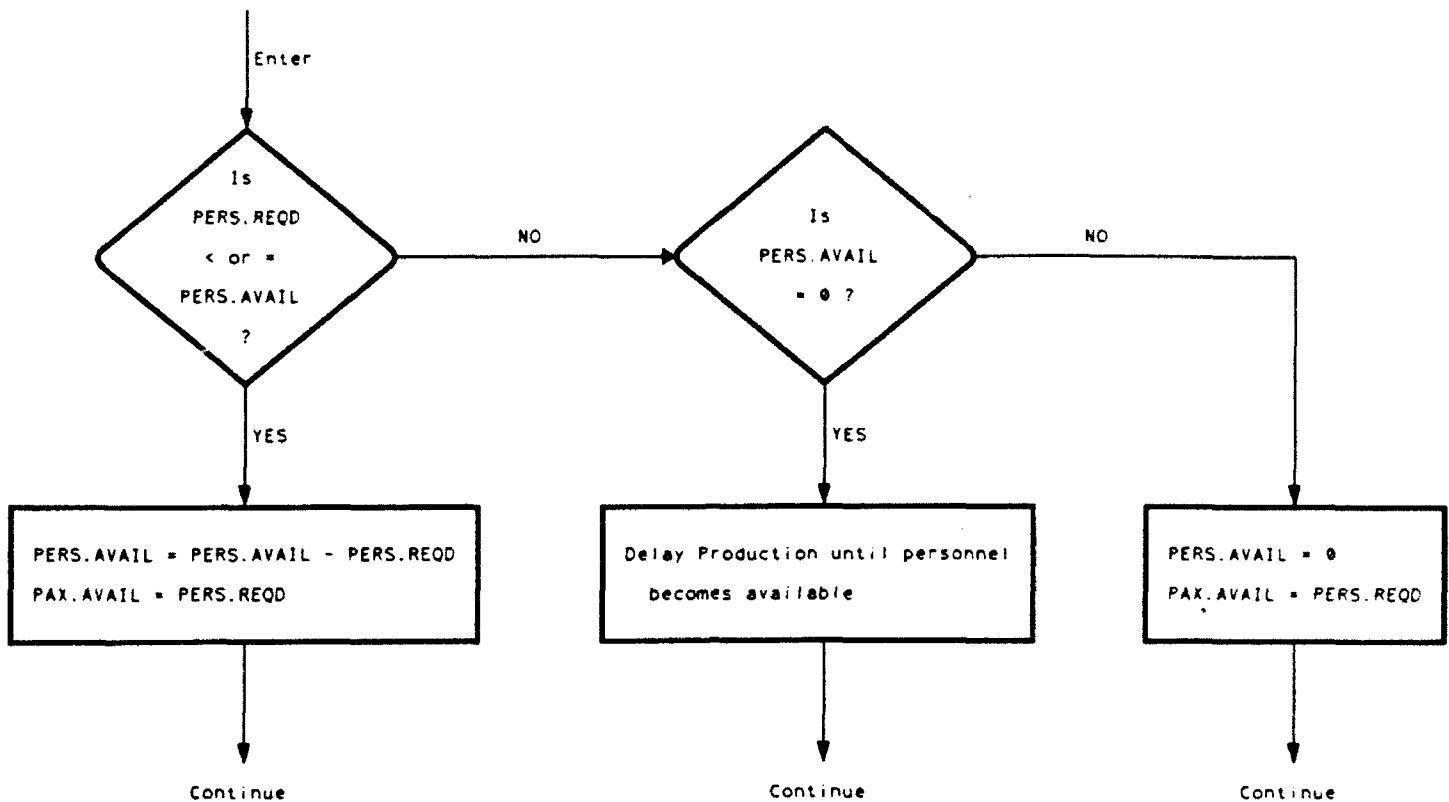 Enter
Is
PERS.REQD
< or =
PERS.AVAIL
?
NO
Is
PERS.AVAIL
= 0 ?
NO
YES
YES
PERS.AVAIL = PERS.AVAIL - PERS.REQD
PAX.AVAIL = PERS.REQD
Delay Production until personnel
becomes available
PERS.AVAIL = 0
PAX.AVAIL = PERS.REQD
Continue
Continue
Continue